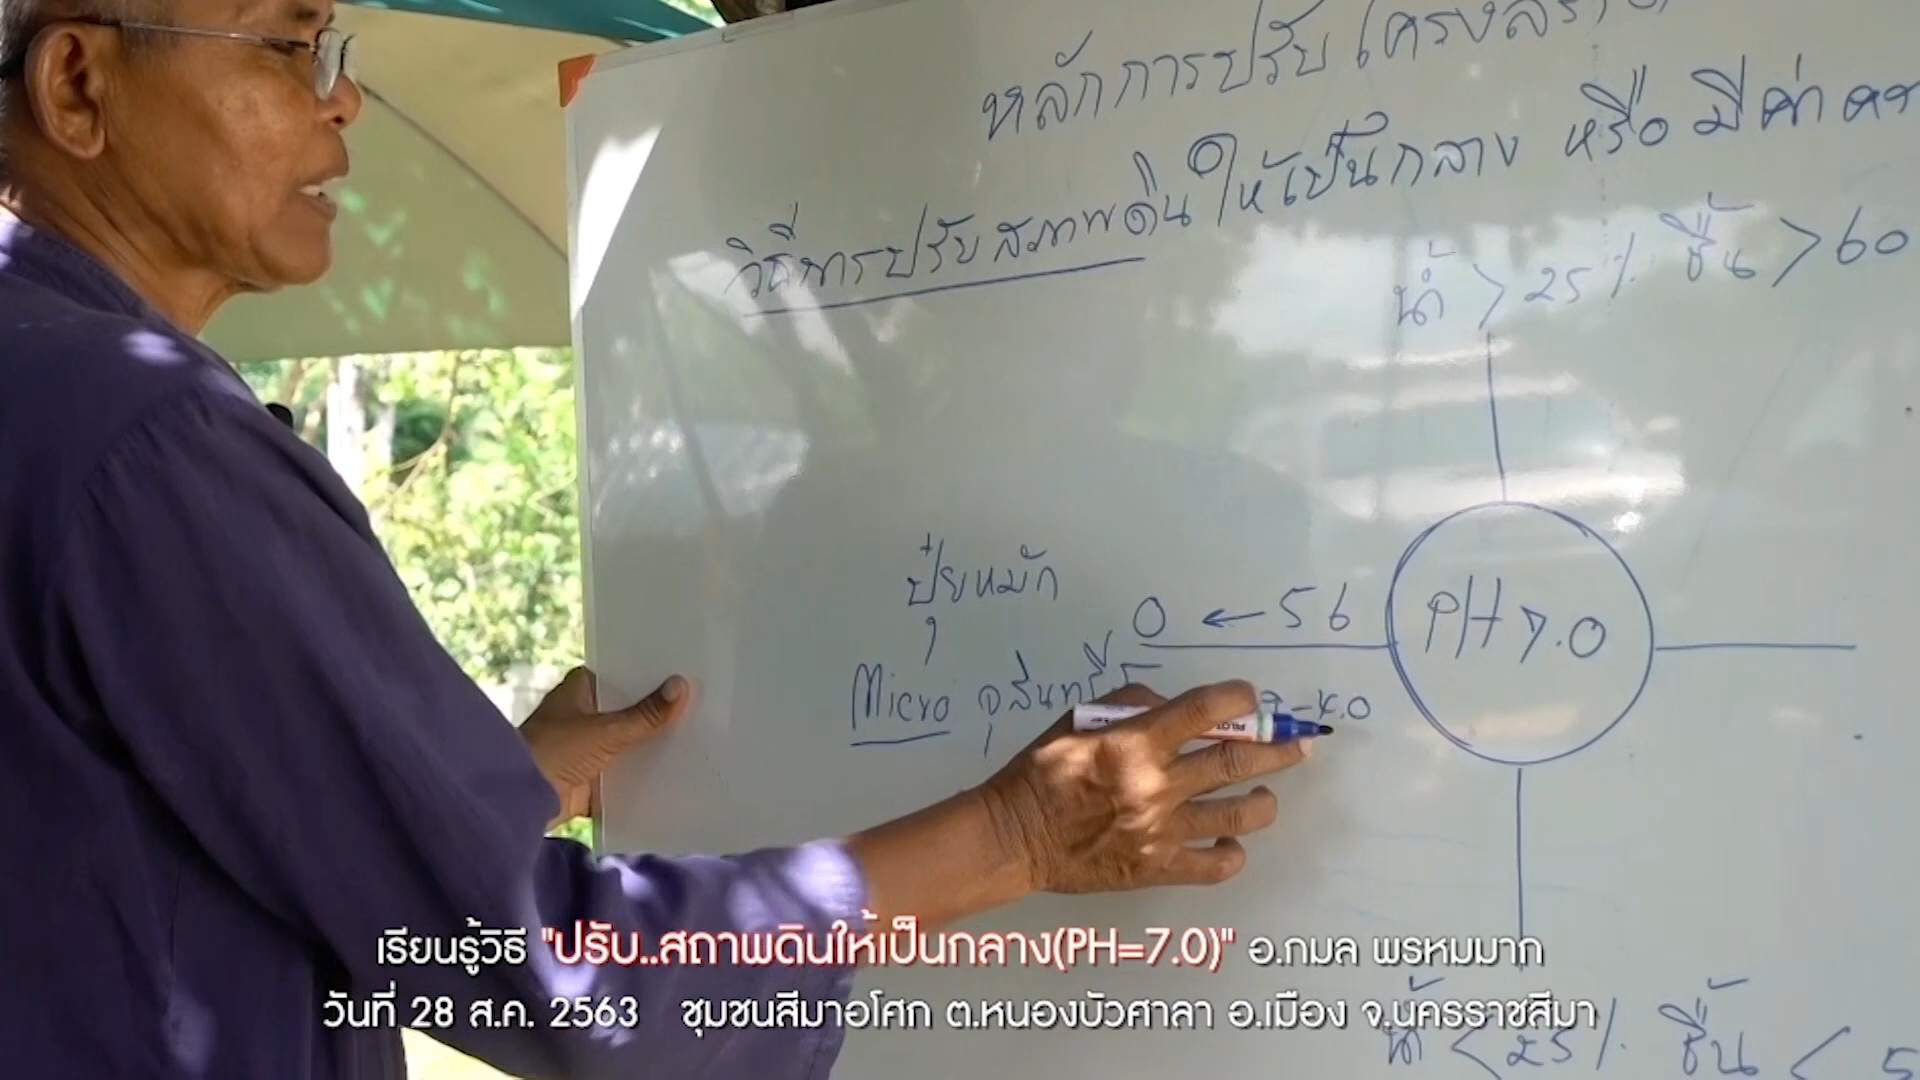 หลักการปรับโครงสร้าง
วิธีการปรับสภาพดิน ให้เป็นกลาง หรือ มีค่า
น้ำ > 25 % ชื้น > 60
ปุ๋ยหมัก
0 ← 5 6
PH 7.0
Micro จุลินทรีย์
-4.0
เรียนรู้วิธี "ปรับ..สถาพดินให้เป็นกลาง(PH=7.0)" อ.กมล พรหมมาก
วันที่ 28 ส.ค. 2563 ชุมชนสีมาอโศก ต.หนองบัวศาลา อ.เมือง จ.นครราชสีมา
น้ำ < 25 % ชื้น < 5